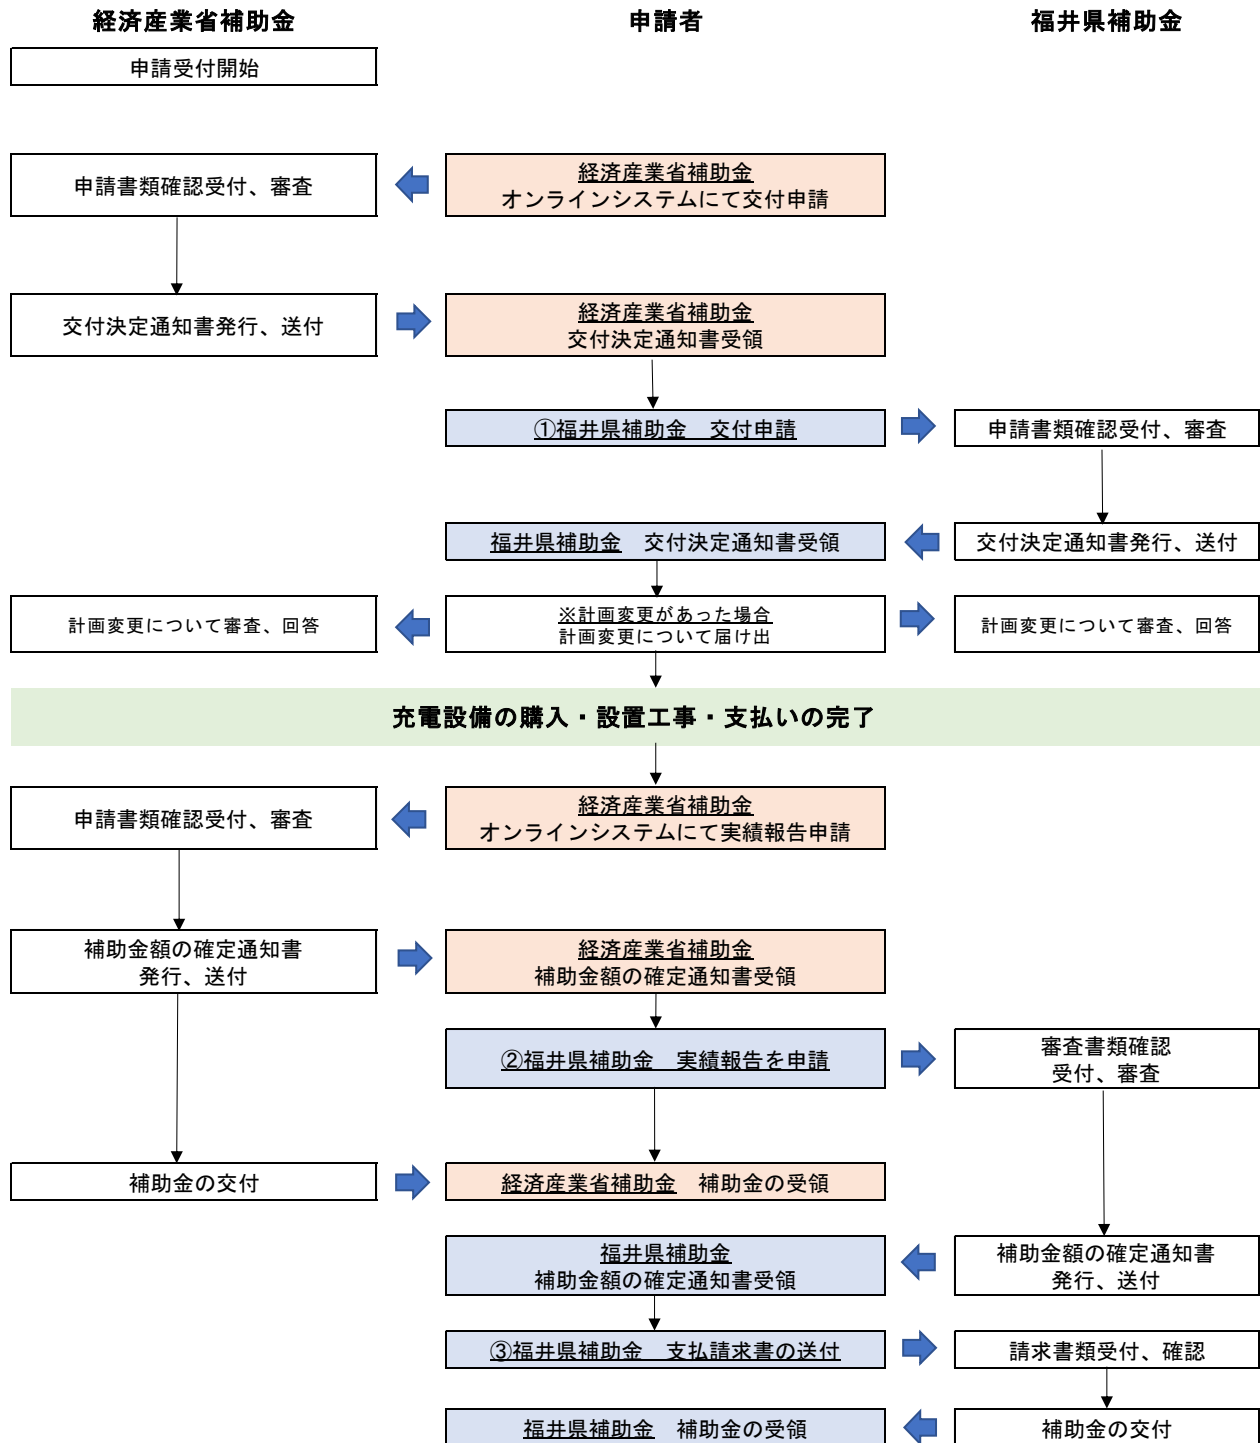 経済産業省補助金
申請者
福井県補助金
申請受付開始
申請書類確認受付、審査
経済産業省補助金
オンラインシステムにて交付申請
交付決定通知書発行、送付
経済産業省補助金
交付決定通知書受領
①福井県補助金　交付申請
申請書類確認受付、審査
福井県補助金　交付決定通知書受領
交付決定通知書発行、送付
計画変更について審査、回答
※計画変更があった場合
計画変更について届け出
計画変更について審査、回答
充電設備の購入・設置工事・支払いの完了
申請書類確認受付、審査
経済産業省補助金
オンラインシステムにて実績報告申請
補助金額の確定通知書
発行、送付
経済産業省補助金
補助金額の確定通知書受領
②福井県補助金　実績報告を申請
審査書類確認
受付、審査
補助金の交付
経済産業省補助金　補助金の受領
福井県補助金
補助金額の確定通知書受領
補助金額の確定通知書
発行、送付
③福井県補助金　支払請求書の送付
請求書類受付、確認
福井県補助金　補助金の受領
補助金の交付